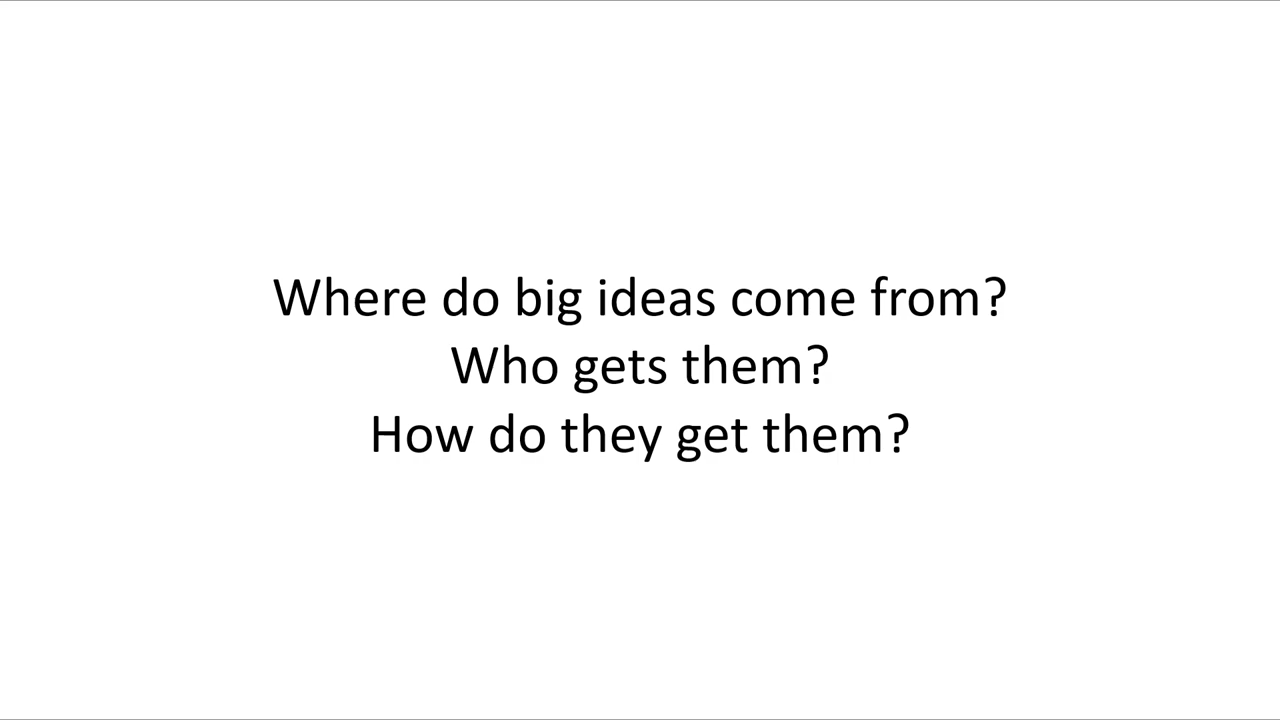 Where do big ideas come from?
Who gets them?
How do they get them?